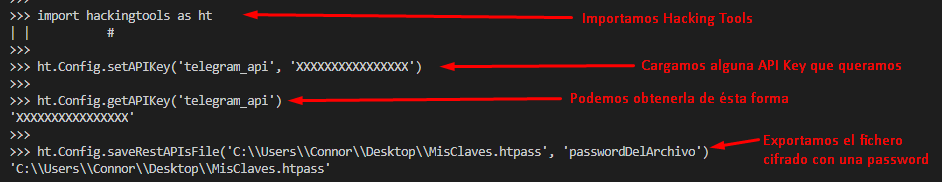 >>> import hackingtools as ht
Importamos Hacking Tools
| |           #
>>>
>>> ht.Config.setAPIKey('telegram_api', 'XXXXXXXXXXXXXXXX')
Cargamos alguna API Key que queramos
>>>
>>> ht.Config.getAPIKey('telegram_api')
Podemos obtenerla de ésta forma
'XXXXXXXXXXXXXXXX'
>>>
>>> ht.Config.saveRestAPIsFile('C:\\Users\\Connor\\Desktop\\MisClaves.htpass', 'passwordDelArchivo')
Exportamos el fichero
cifrado con una password
'C:\\Users\\Connor\\Desktop\\MisClaves.htpass'